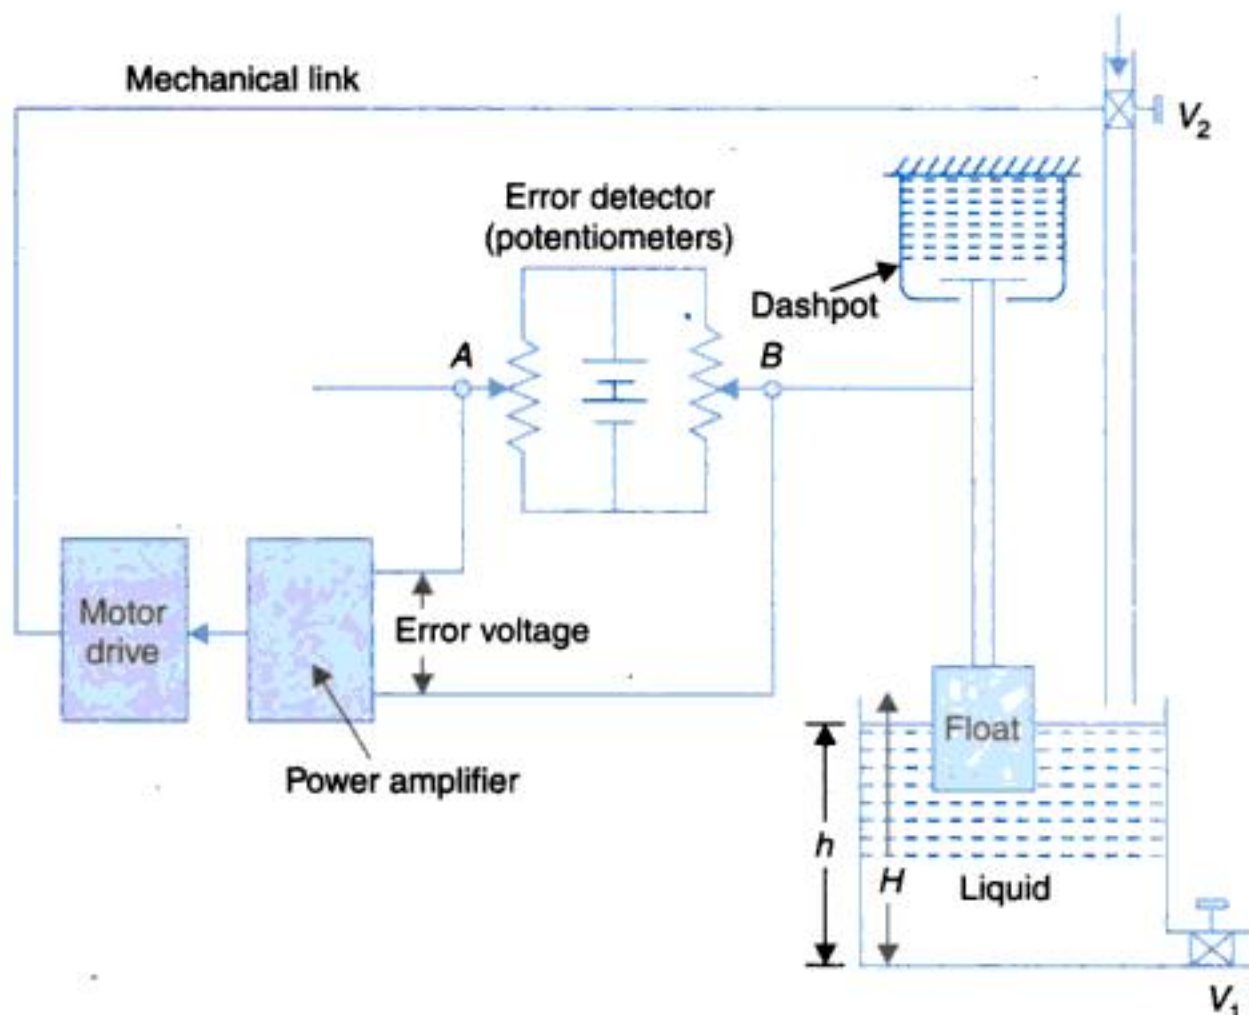 Mechanical link
V2
Error detector
(potentiometers)
Dashpot
A
B
Motor
drive
Error voltage
Float
Power amplifier
h
H
Liquid
V1